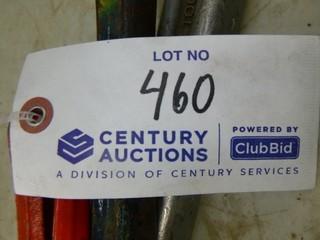 LOT NO
460
CENTURY
AUCTIONS
POWERED BY
ClubBid
A DIVISION OF CENTURY SERVICES